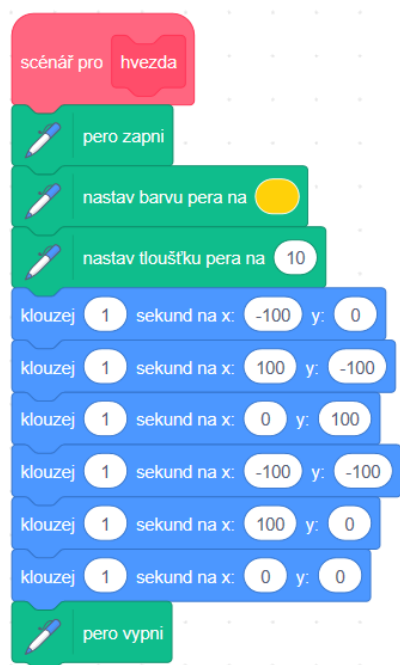 scénář pro hvezda
pero zapni
nastav barvu pera na
nastav tloušťku pera na 10
klouzej 1 sekund na x: -100 y: 0
klouzej 1 sekund na x: 100 y: -100
klouzej 1 sekund na x: 0 y: 100
klouzej 1 sekund na x: -100 y: -100
klouzej 1 sekund na x: 100 y: 0
klouzej 1 sekund na x: 0 y: 0
pero vypni